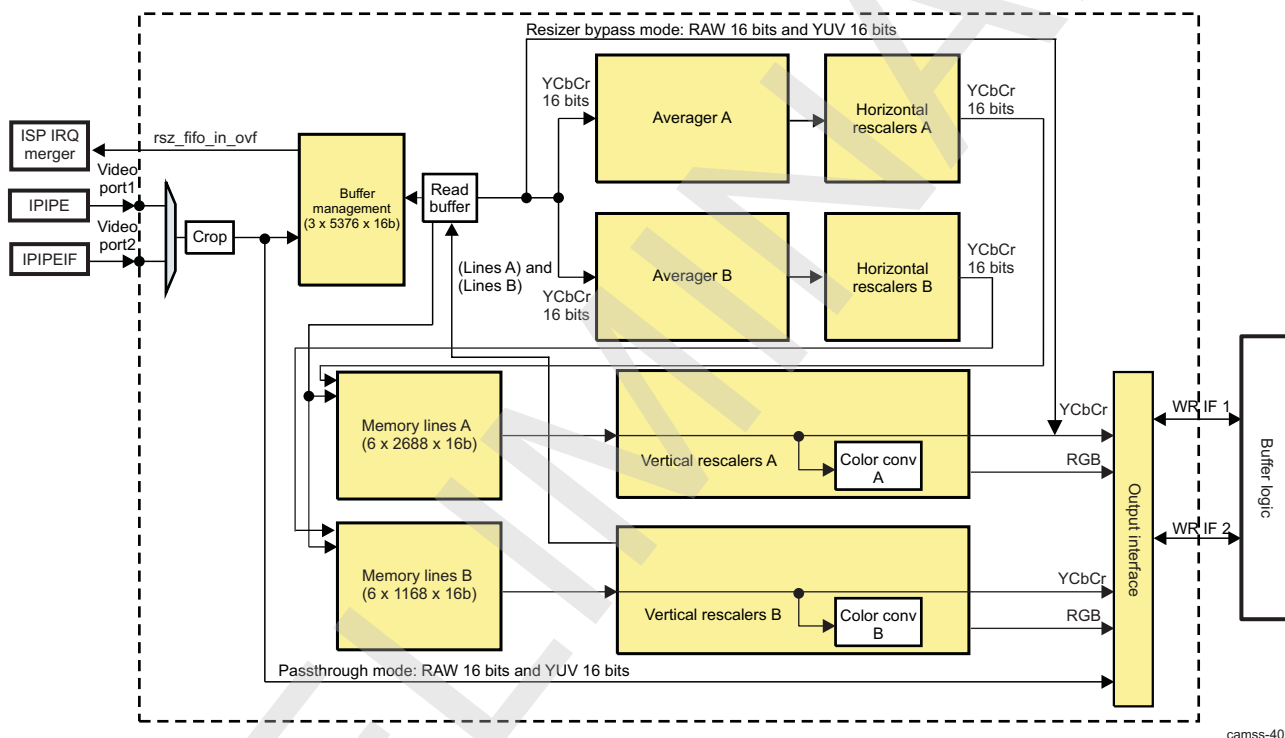 Resizer bypass mode: RAW 16 bits and YUV 16 bits
ISP IRQ
merger
rsz_fifo_in_ovf
Video
port1
IPIPE
Video
port2
IPIPEIF
Crop
Buffer
management
(3 x 5376 x 16b)
Read
buffer
(Lines A) and
(Lines B)
YCbCr
16 bits
Averager A
Horizontal
rescalers A
YCbCr
16 bits
YCbCr
16 bits
Averager B
Horizontal
rescalers B
YCbCr
16 bits
Memory lines A
(6 x 2688 x 16b)
Vertical rescalers A
Color conv
A
YCbCr
RGB
Memory lines B
(6 x 1168 x 16b)
Vertical rescalers B
Color conv
B
YCbCr
RGB
Passthrough mode: RAW 16 bits and YUV 16 bits
Output interface
WR IF 1
WR IF 2
Buffer logic
camss-40